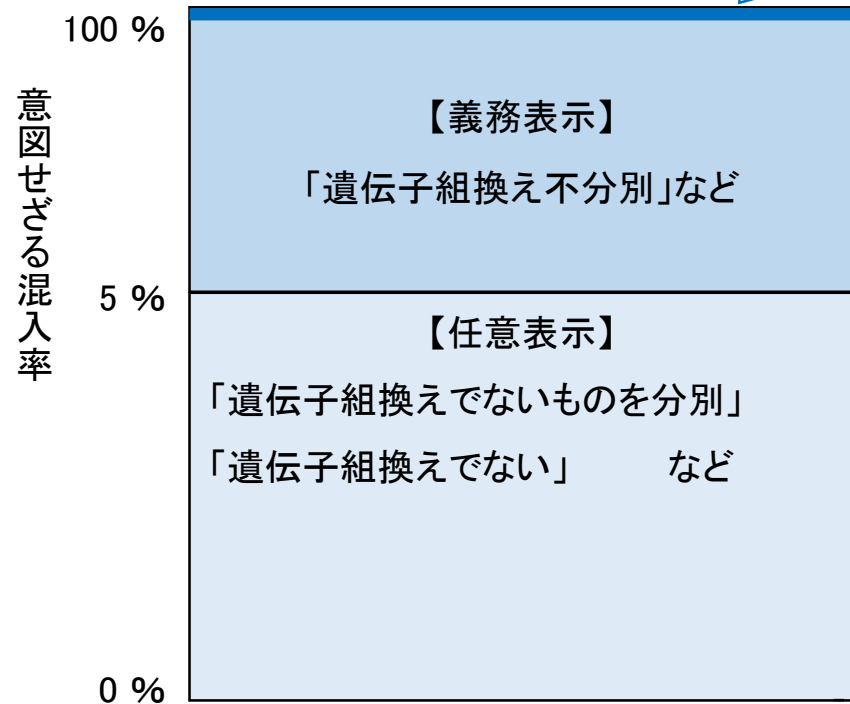 100 %
意図せざる混入率
【義務表示】
「遺伝子組換え不分別」など
5 %
【任意表示】
「遺伝子組換えでないものを分別」
「遺伝子組換えでない」 など
0 %